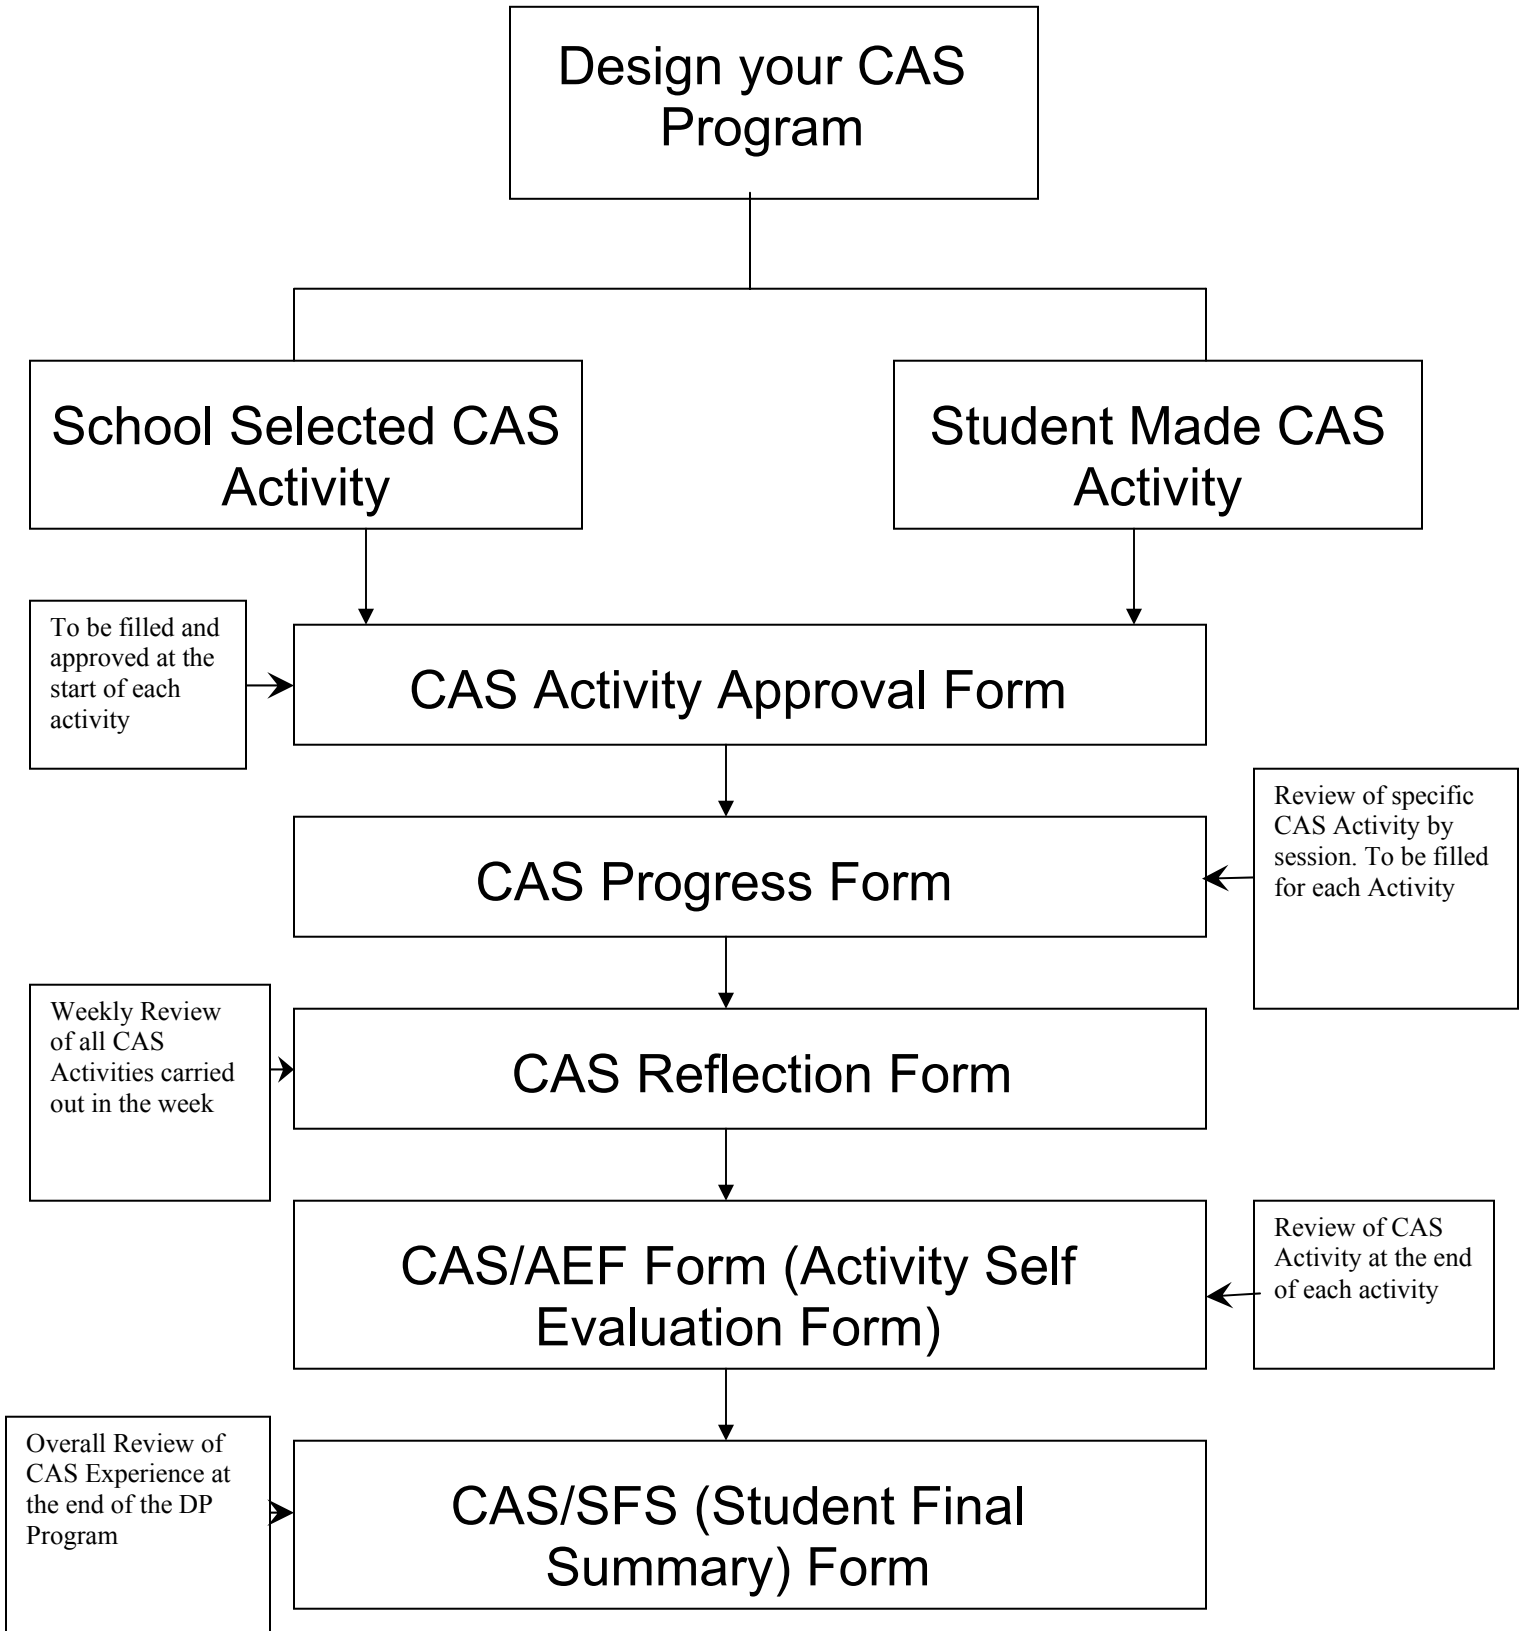 Design your CAS
Program
School Selected CAS
Activity
Student Made CAS
Activity
To be filled and
approved at the
start of each
activity
CAS Activity Approval Form
Review of specific
CAS Activity by
session. To be filled
for each Activity
CAS Progress Form
Weekly Review
of all CAS
Activities carried
out in the week
CAS Reflection Form
CAS/AEF Form (Activity Self
Evaluation Form)
Review of CAS
Activity at the end
of each activity
Overall Review of
CAS Experience at
the end of the DP
Program
CAS/SFS (Student Final
Summary) Form